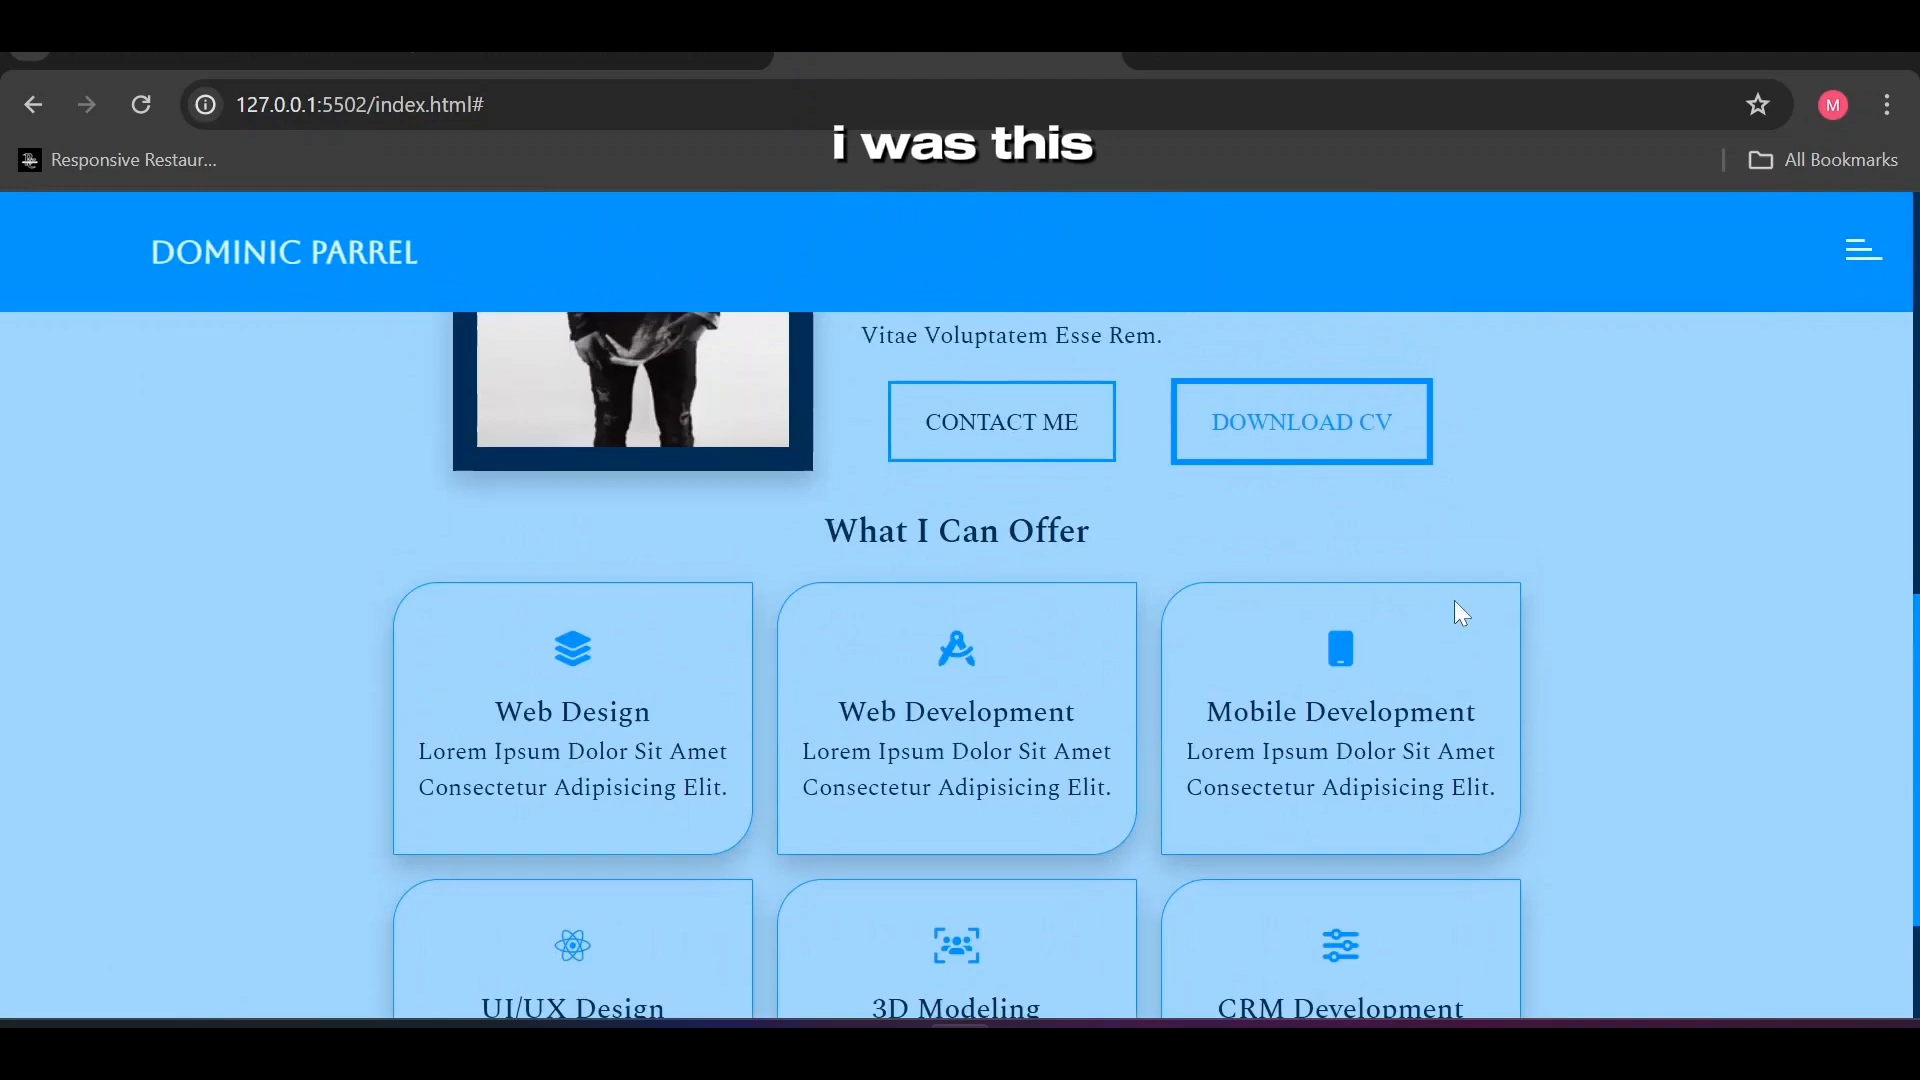 127.0.0.1:5502/index.html#
M
i was this
Responsive Restaur...
All Bookmarks
DOMINIC PARREL
Vitae Voluptatem Esse Rem.
CONTACT ME
DOWNLOAD CV
What I Can Offer
Web Design
Lorem Ipsum Dolor Sit Amet
Consectetur Adipisicing Elit.
Web Development
Lorem Ipsum Dolor Sit Amet
Consectetur Adipisicing Elit.
Mobile Development
Lorem Ipsum Dolor Sit Amet
Consectetur Adipisicing Elit.
UI/UX Design
3D Modeling
CRM Development